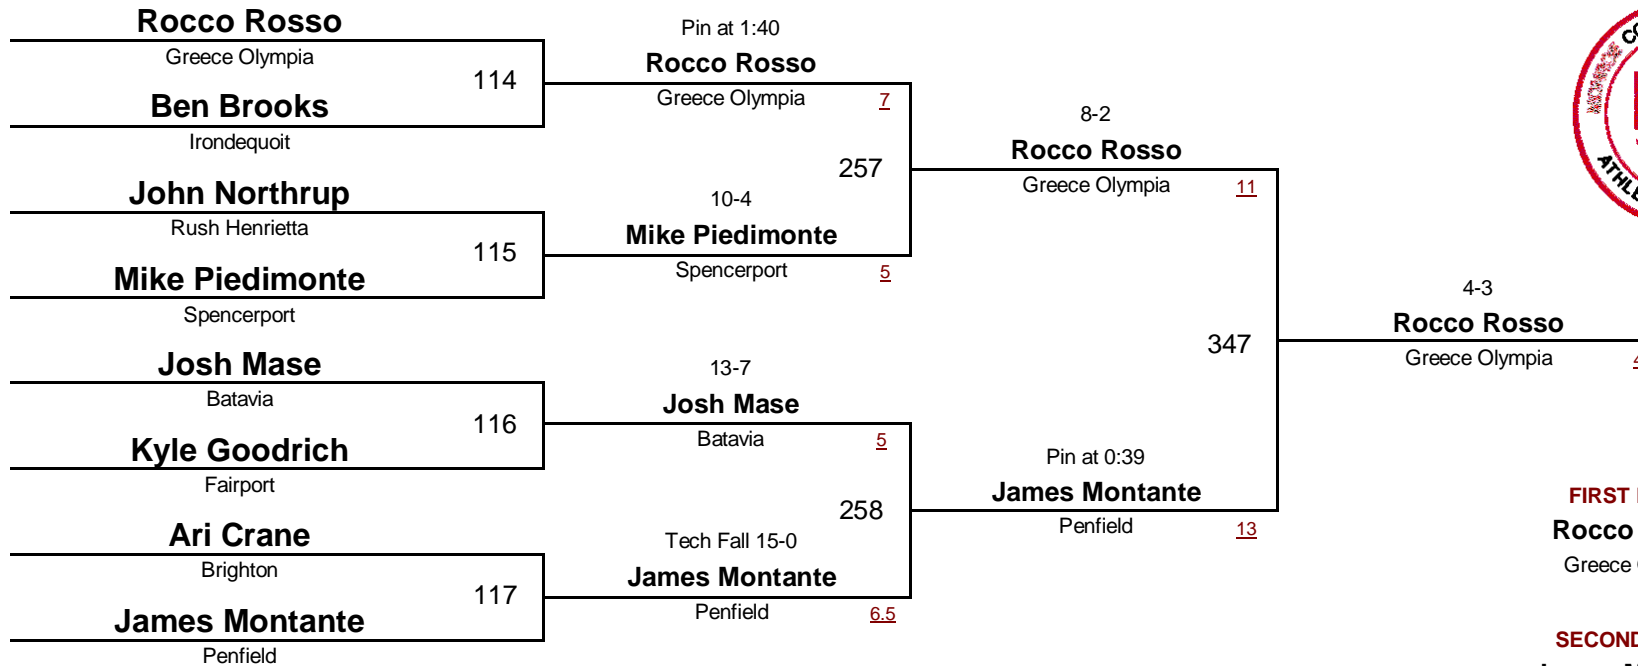 Rocco Rosso
Greece Olympia
114
Ben Brooks
Irondequoit
John Northrup
Rush Henrietta
115
Mike Piedimonte
Spencerport
Josh Mase
Batavia
116
Kyle Goodrich
Fairport
Ari Crane
Brighton
117
James Montante
Penfield
Pin at 1:40
Rocco Rosso
Greece Olympia 7
257
10-4
Mike Piedimonte
Spencerport 5
13-7
Josh Mase
Batavia 5
258
Tech Fall 15-0
James Montante
Penfield 6.5
8-2
Rocco Rosso
Greece Olympia 11
347
Pin at 0:39
James Montante
Penfield 13
4-3
Rocco Rosso
Greece Olympia
FIRST
Rocco
Greece
SECOND